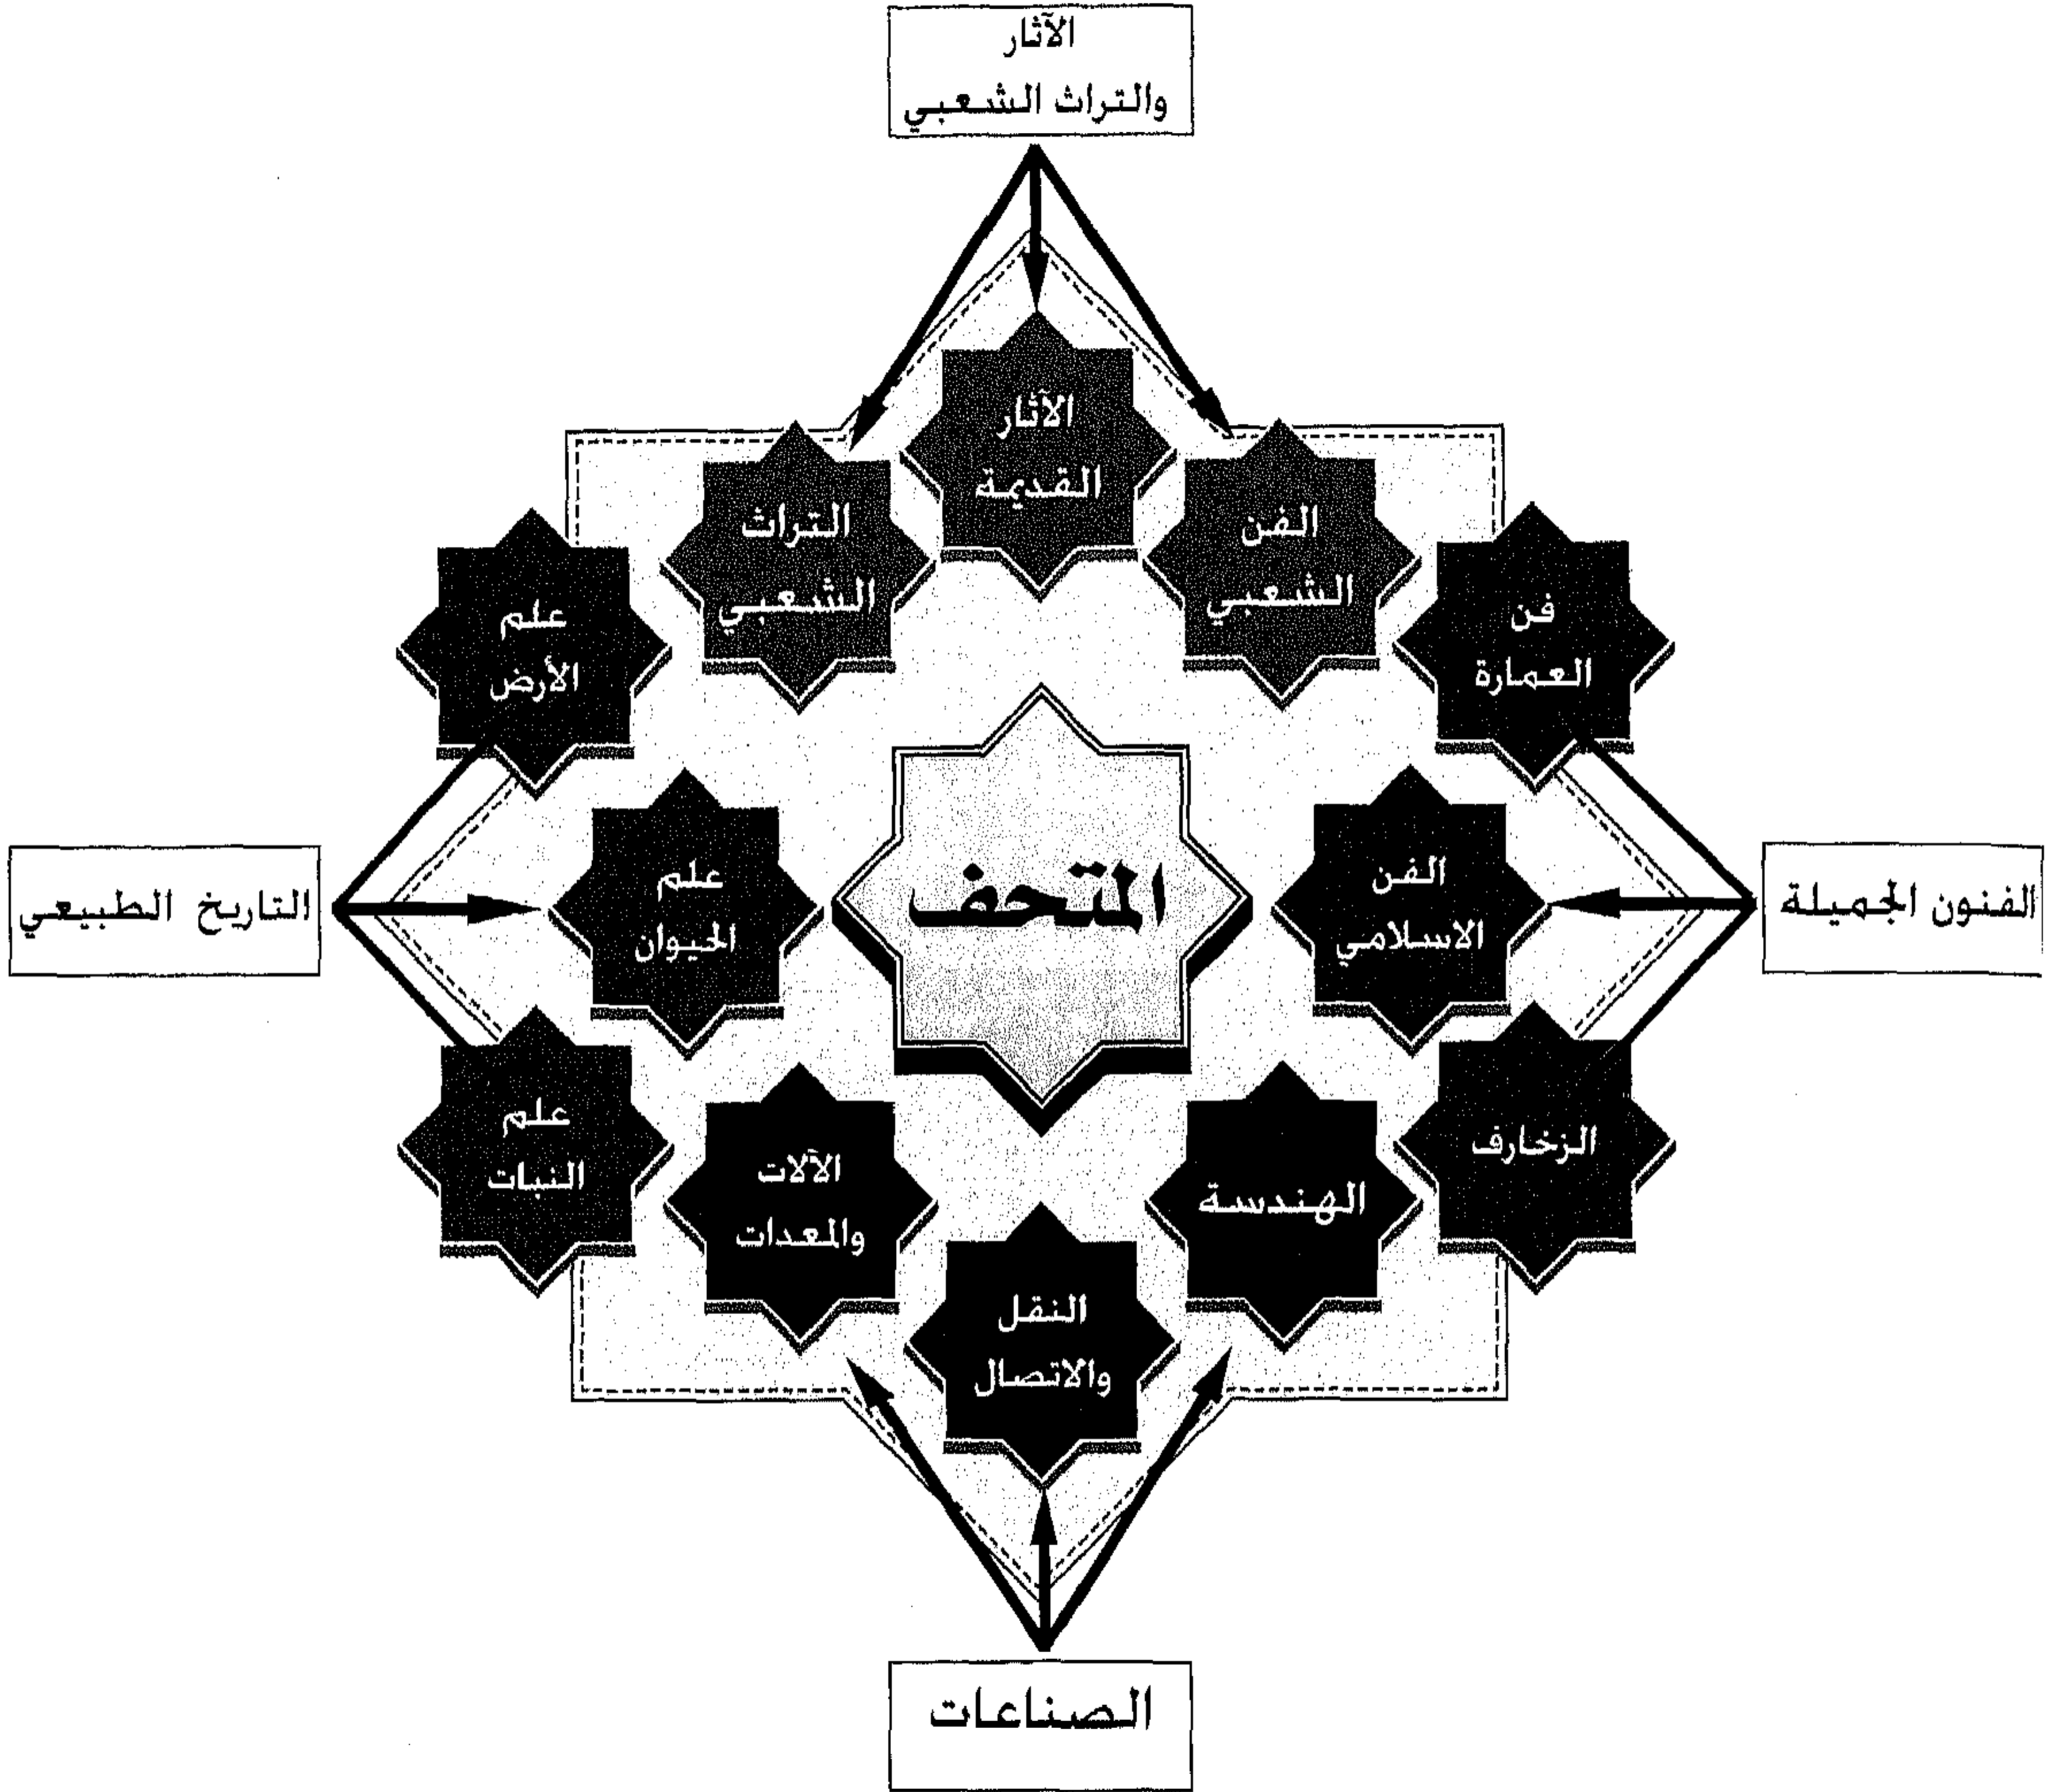 الآثار
والتراث الشعبي
الآثار
القديمة
الفن
الشعبي
التراث
الشعبي
فن
العمارة
علم
الأرض
المتحف
الفن
الاسلامي
علم
الحيوان
الفنون الجميلة
التاريخ الطبيعي
الزخارف
علم
النبات
الهندسة
الآلات
والمعدات
النقل
والاتصال
الصناعات